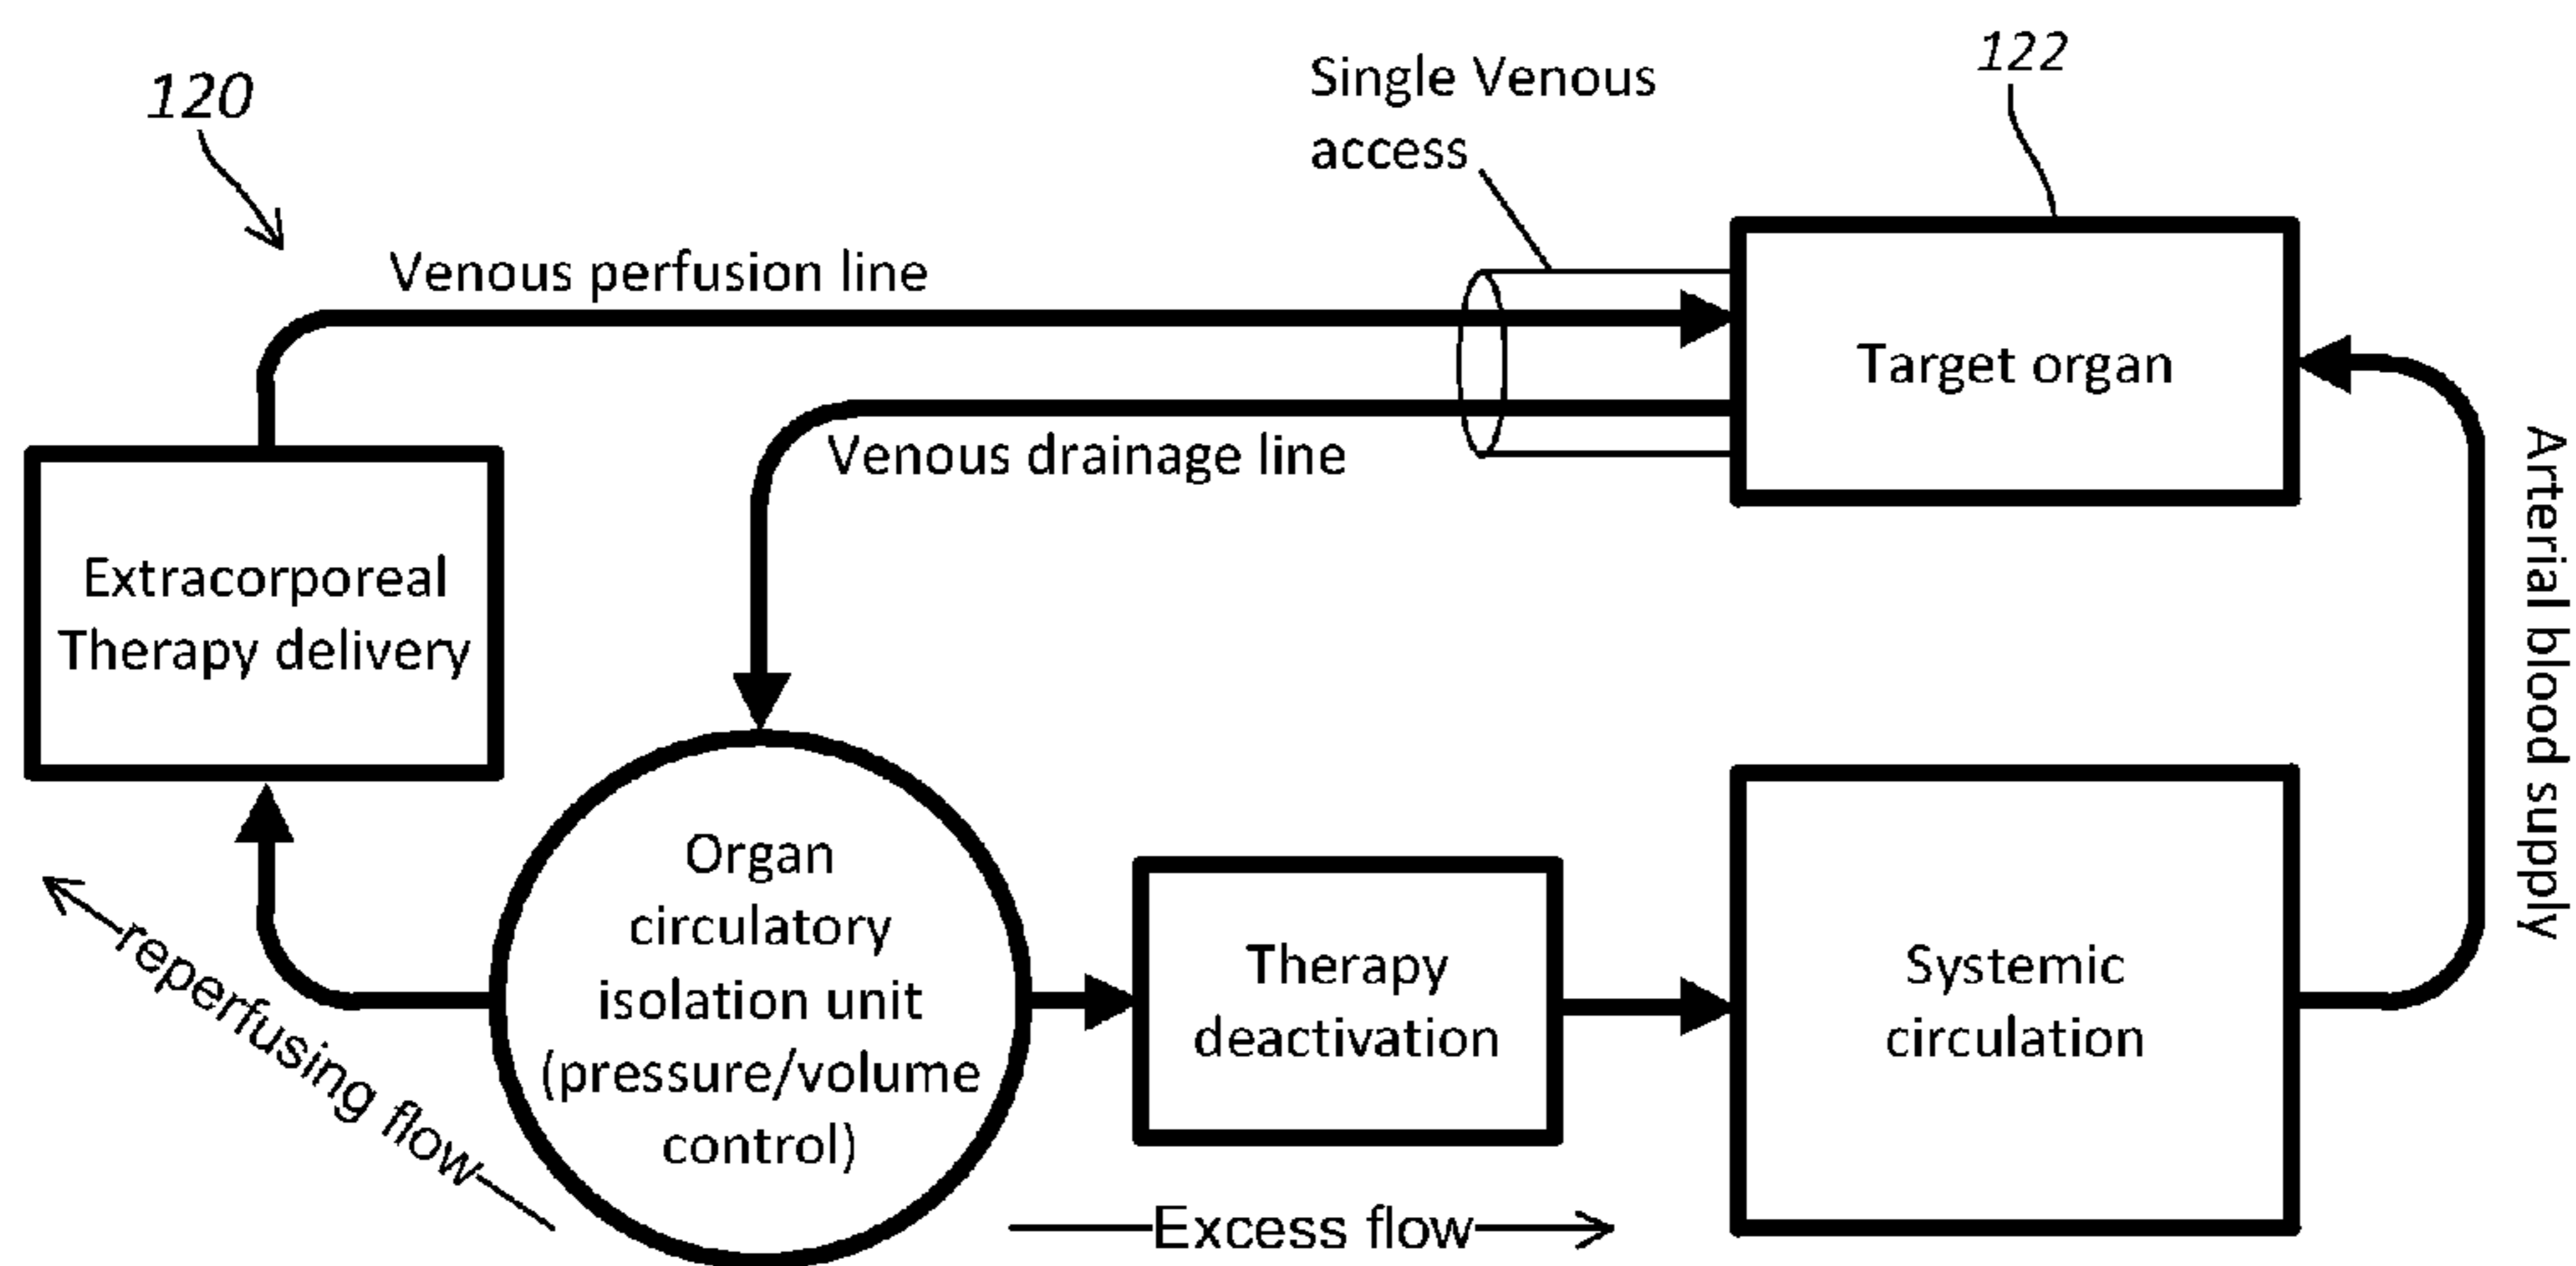 120
Single Venous
access
122
Venous perfusion line
Target organ
Venous drainage line
Arterial blood supply
Extracorporeal
Therapy delivery
Organ
circulatory
isolation unit
(pressure/volume
control)
Therapy
deactivation
Systemic
circulation
reperfusing flow
Excess flow